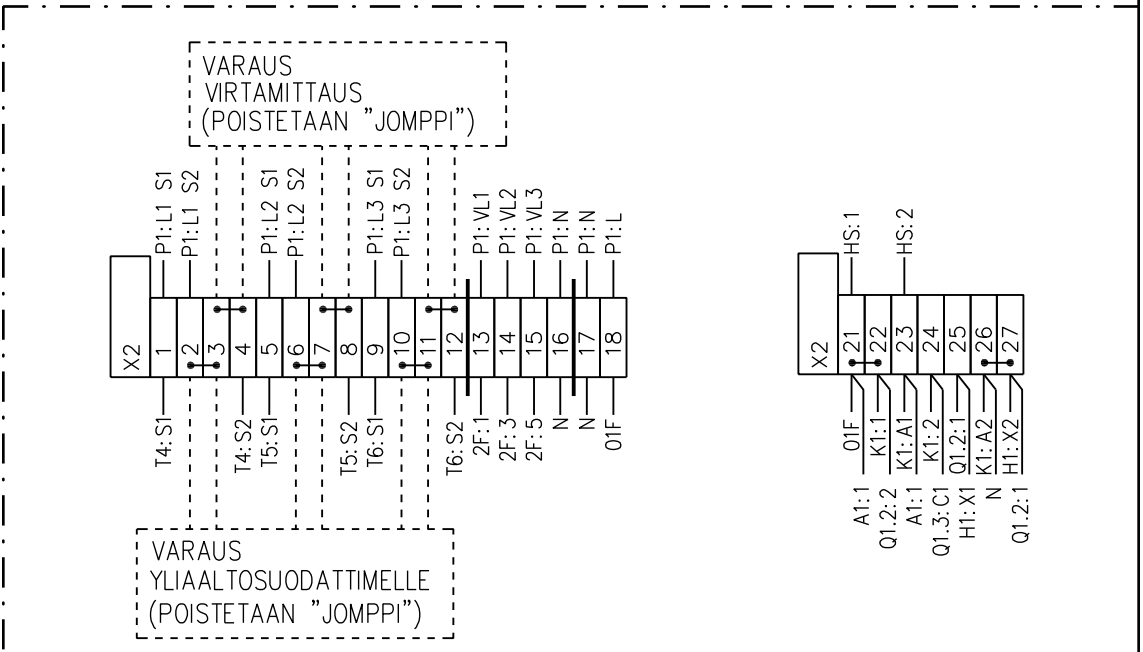 VARAUS
VIRTAMITTAUS
(POISTETAAN "JOMPPI")
P1:L1 S1
P1:L1 S2
P1:L2 S1
P1:L2 S2
P1:L3 S1
P1:L3 S2
P1:VL1
P1:VL2
P1:VL3
P1:N
P1:N
P1:L
X2
1
2
3
4
5
6
7
8
9
10
11
12
13
14
15
16
17
18
T4:S1
T4:S2
T5:S1
T5:S2
T6:S1
T6:S2
2F:1
2F:3
2F:5
N
N
01F
VARAUS
YLIAALTOSUODATTIMELLE
(POISTETAAN "JOMPPI")
HS:1
HS:2
X2
21
22
23
24
25
26
27
01F
A1:1
K1:1
Q1.2:2
K1:A1
A1:1
K1:2
Q1.3:C1
Q1.2:1
H1:X1
K1:A2
N
H1:X2
Q1.2:1